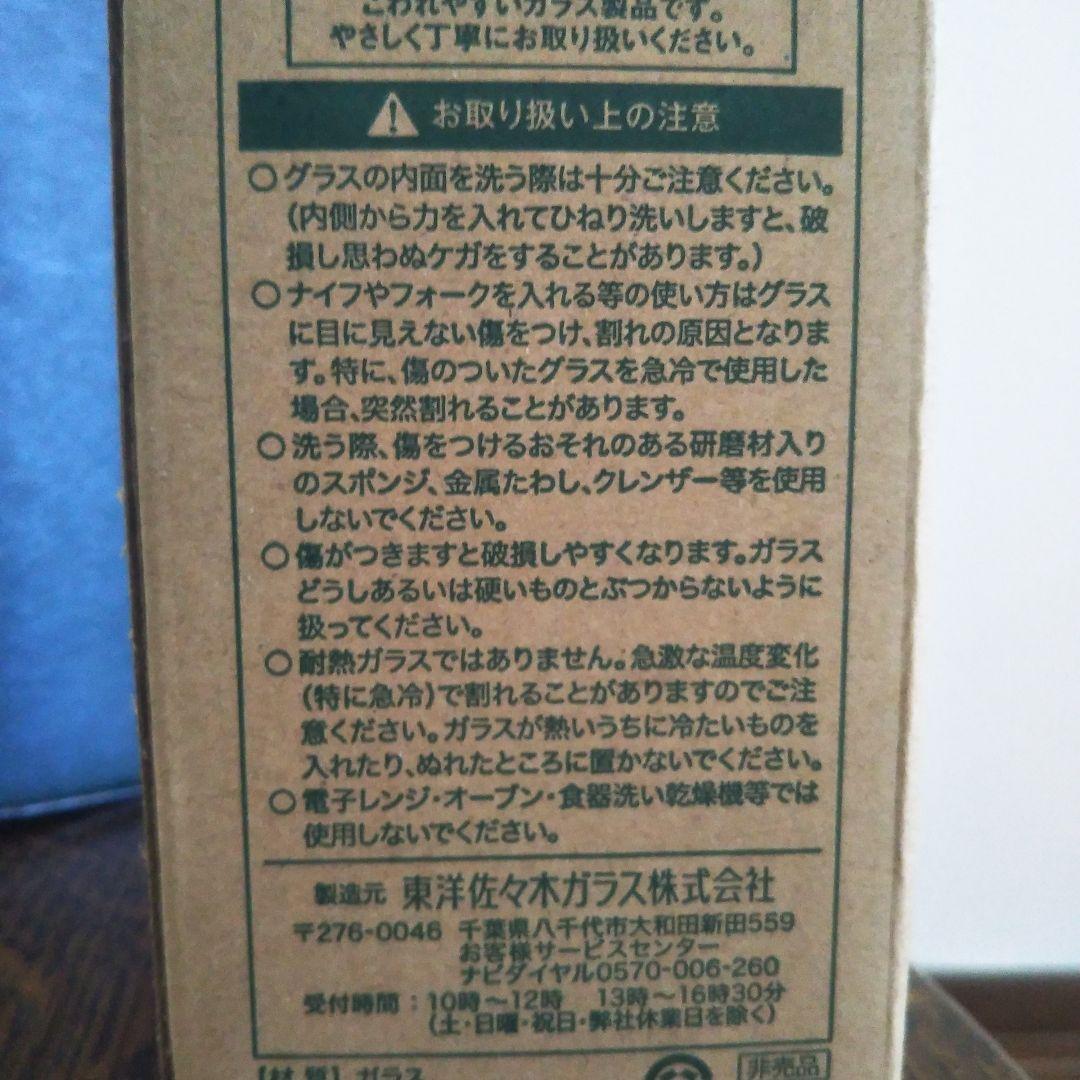 こわれやすいガラス製品です。
やさしく丁寧にお取り扱いください。
お取り扱い上の注意
○グラスの内面を洗う際は十分ご注意ください。
(内側から力を入れてひねり洗いしますと、破
損し思わぬケガをすることがあります。)
○ナイフやフォークを入れる等の使い方はグラス
に目に見えない傷をつけ、割れの原因となりま
す。特に、傷のついたグラスを急冷で使用した
場合、突然割れることがあります。
○洗う際、傷をつけるおそれのある研磨材入り
のスポンジ、金属たわし、クレンザー等を使用
しないでください。
○傷がつきますと破損しやすくなります。ガラス
どうしあるいは硬いものとぶつからないように
扱ってください。
○耐熱ガラスではありません。急激な温度変化
(特に急冷)で割れることがありますのでご注
意ください。ガラスが熱いうちに冷たいものを
入れたり、ぬれたところに置かないでください。
○電子レンジ・オーブン・食器洗い乾燥機等では
使用しないでください。
製造元 東洋佐々木ガラス株式会社
〒276-0046 千葉県八千代市大和田新田559
お客様サービスセンター
ナビダイヤル0570-006-260
受付時間：10時～12時 13時～16時30分
(土・日曜・祝日・弊社休業日を除く)
【材質】ガラス
非売品